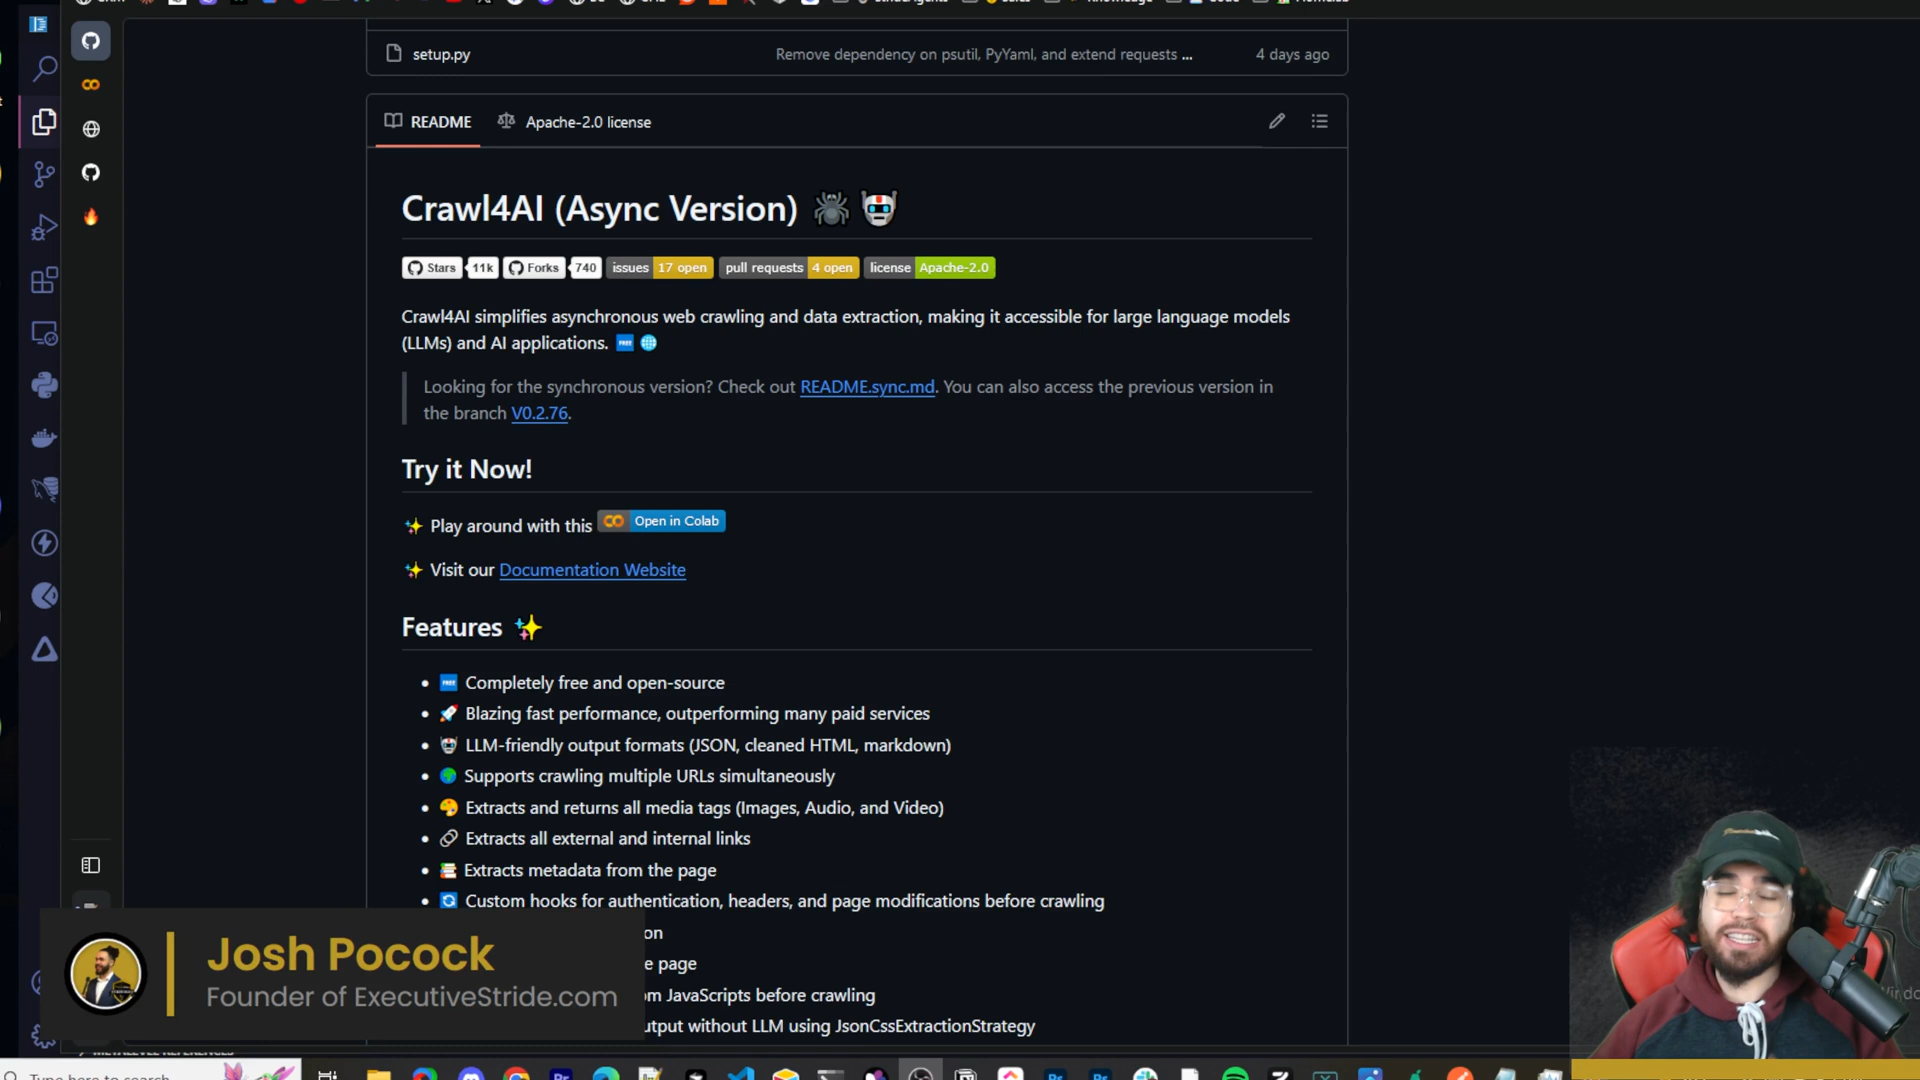 setup.py
Remove dependency on psutil, PyYaml, and extend requests ...
4 days ago
README
Apache-2.0 license
Crawl4AI (Async Version)
Stars 11k Forks 740 issues 17 open pull requests 4 open license Apache-2.0
Crawl4AI simplifies asynchronous web crawling and data extraction, making it accessible for large language models
(LLMs) and AI applications.
Looking for the synchronous version? Check out README.sync.md. You can also access the previous version in
the branch V0.2.76.
Try it Now!
Play around with this Open in Colab
Visit our Documentation Website
Features
Completely free and open-source
Blazing fast performance, outperforming many paid services
LLM-friendly output formats (JSON, cleaned HTML, markdown)
Supports crawling multiple URLs simultaneously
Extracts and returns all media tags (Images, Audio, and Video)
Extracts all external and internal links
Extracts metadata from the page
Custom hooks for authentication, headers, and page modifications before crawling
on
e page
om JavaScripts before crawling
utput without LLM using JsonCssExtractionStrategy
Josh Pocock
Founder of ExecutiveStride.com
Type here to search